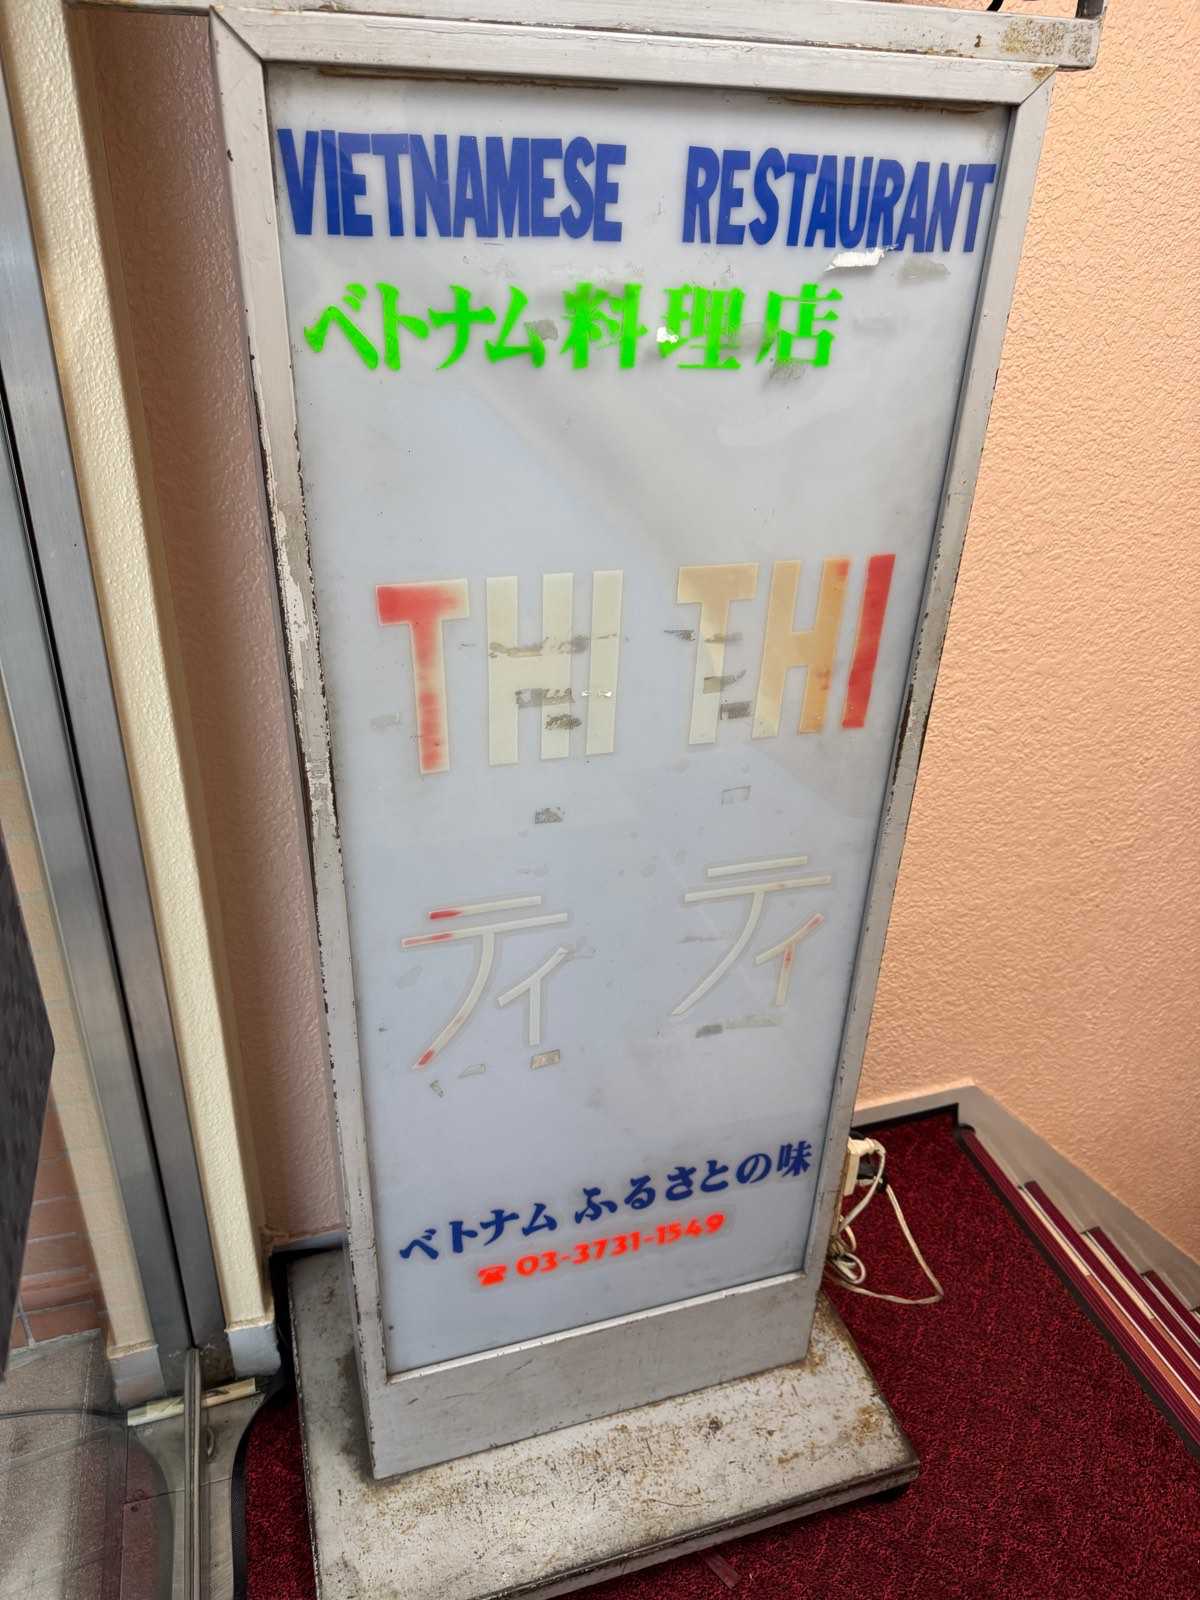 VIETNAMESE RESTAURANT
ベトナム料理店
THI THI
ティ ティ
ベトナム ふるさとの味
☎ 03-3731-1549